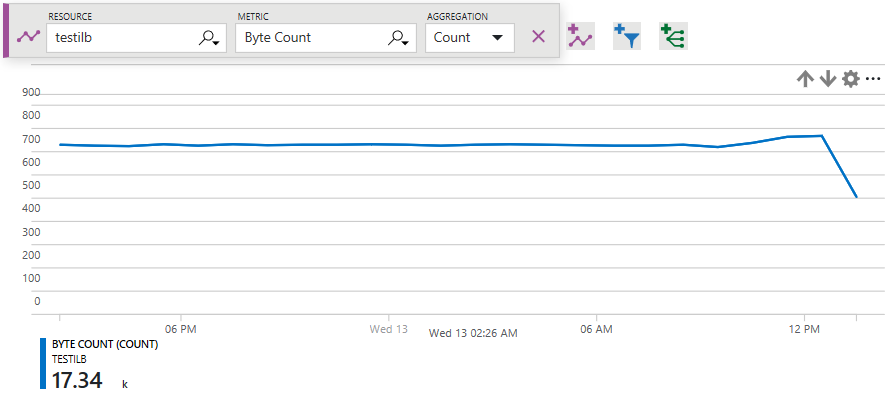 RESOURCE METRIC AGGREGATION
testilb Byte Count Count
900
800
700
600
500
400
300
200
100
0
06 PM Wed 13 Wed 13 02:26 AM 06 AM 12 PM
BYTE COUNT (COUNT)
TESTILB
17.34 k